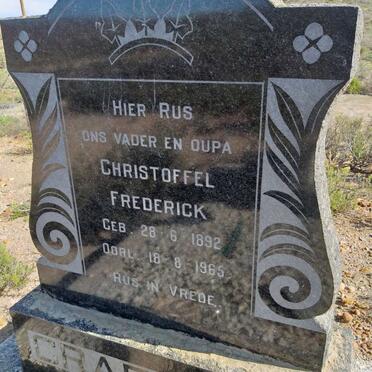 HIER RUS
ONS VADER EN OUPA
CHRISTOFFEL
FREDERICK
GEB. 28·6·1892
OORL. 18·8·1965
RUS IN VREDE